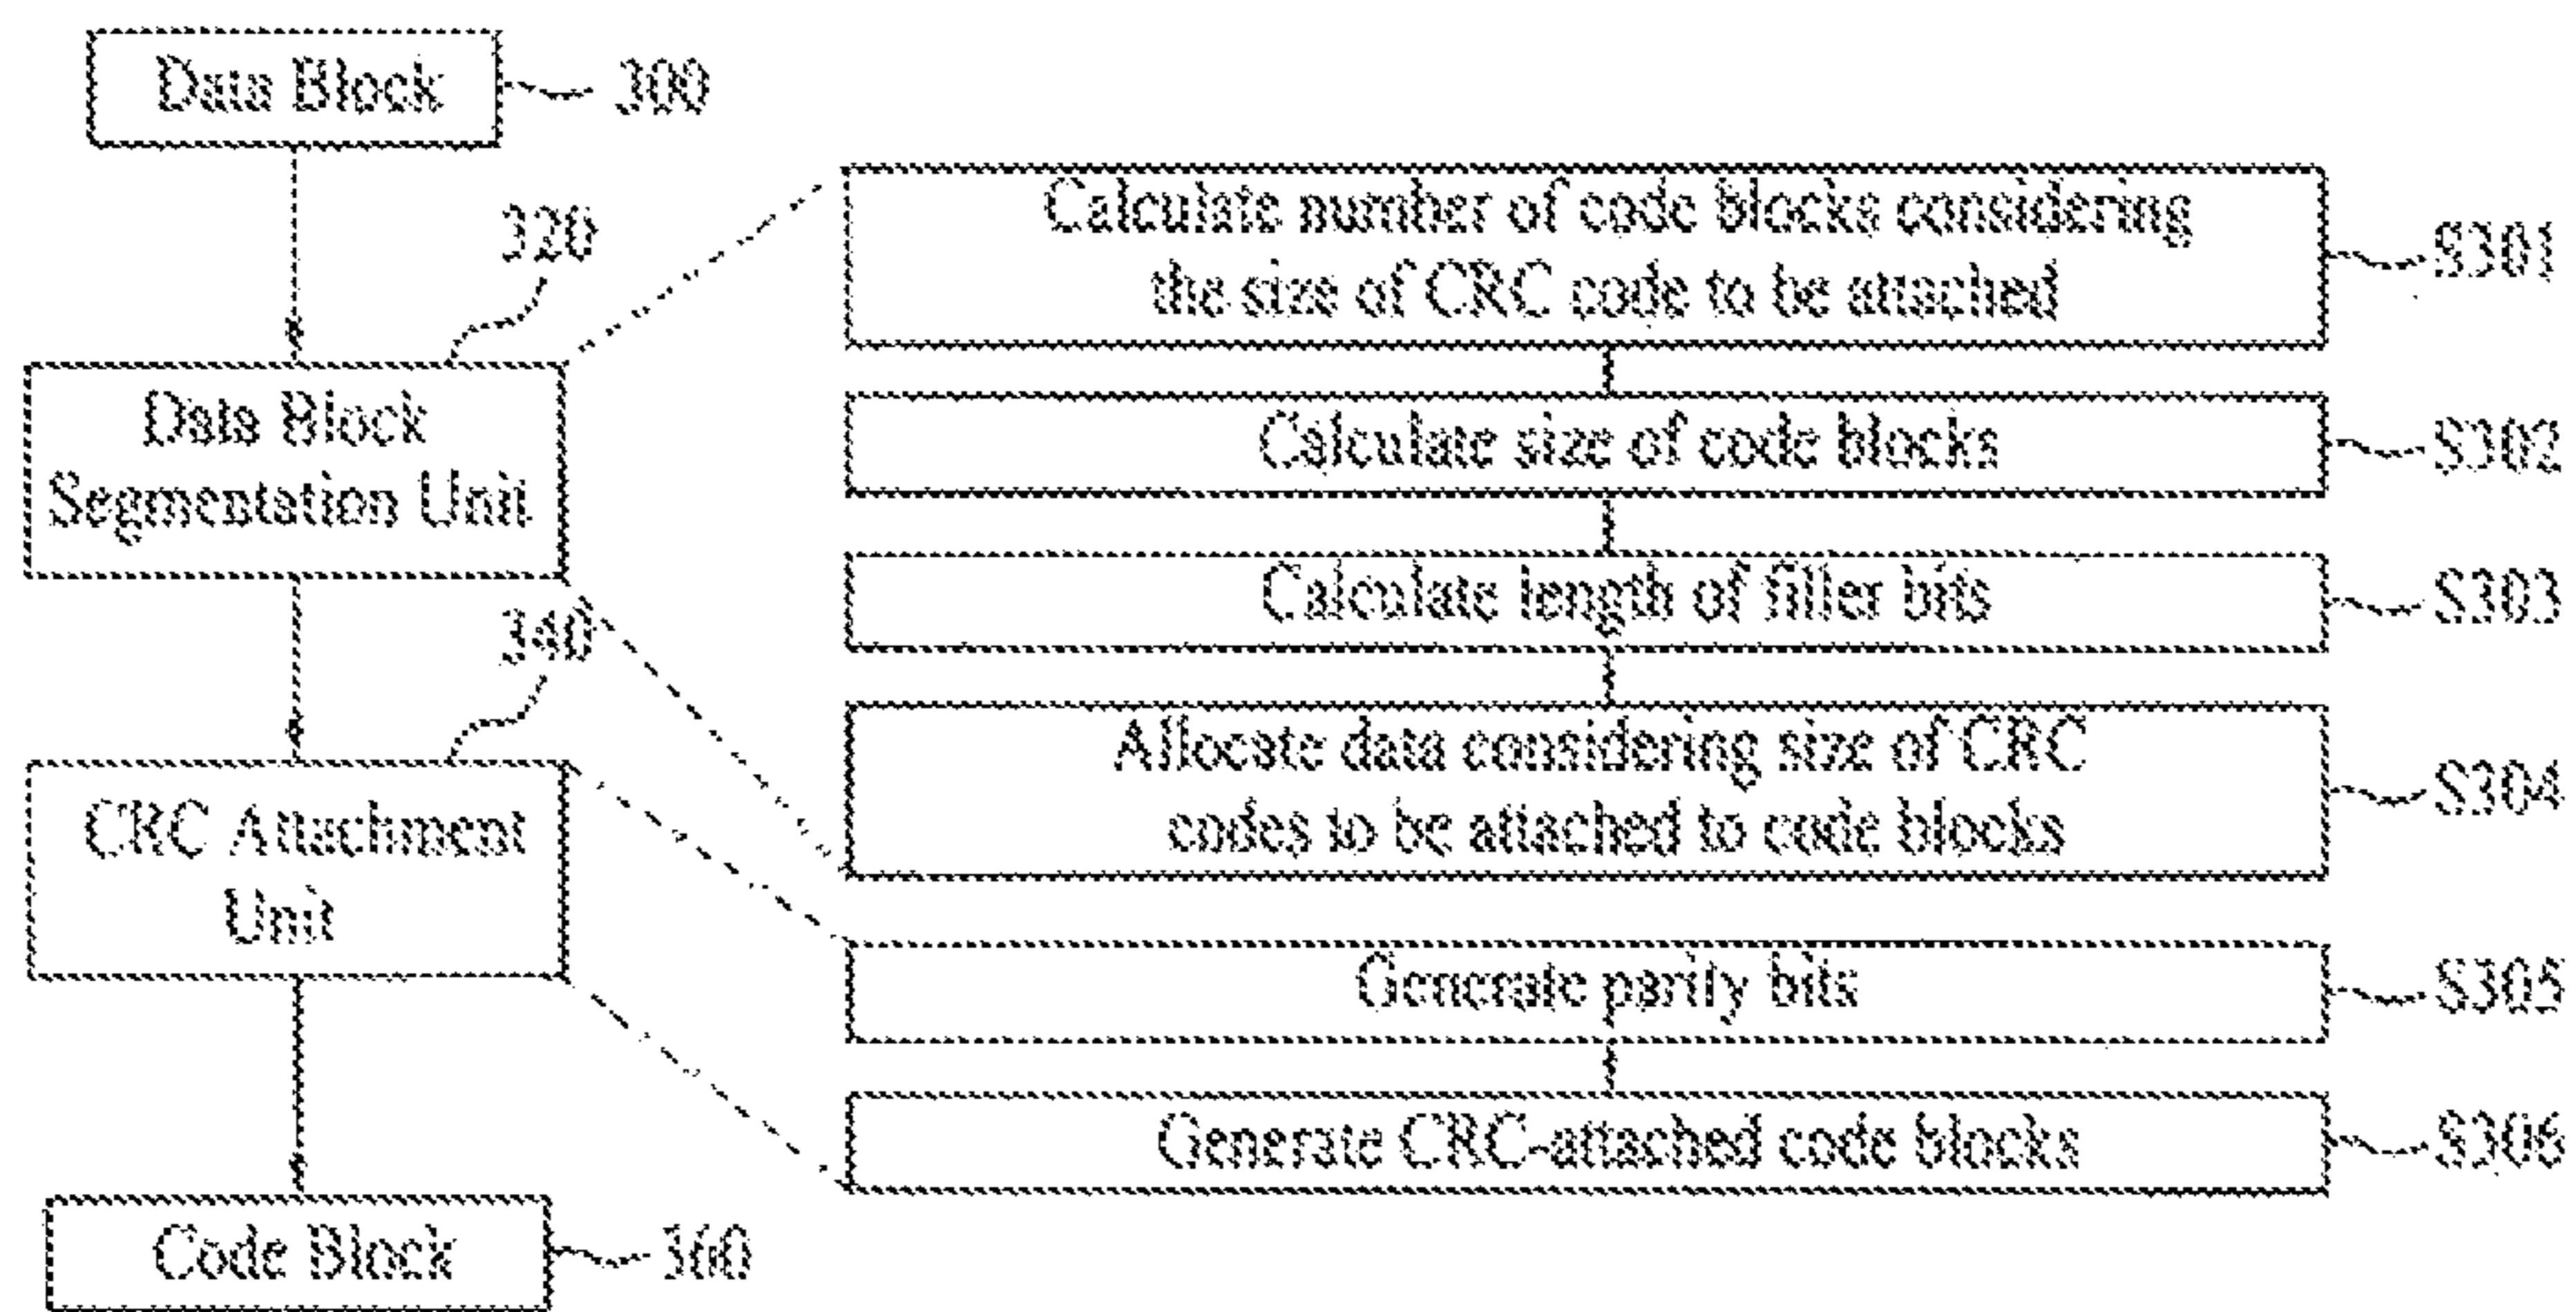 Data Block
300
320
Data Block
Segmentation Unit
340
CRC Attachment
Unit
Code Block
360
Calculate number of code blocks considering
the size of CRC code to be attached
S301
Calculate size of code blocks
S302
Calculate length of filler bits
S303
Allocate data considering size of CRC
codes to be attached to code blocks
S304
Generate parity bits
S305
Generate CRC-attached code blocks
S306